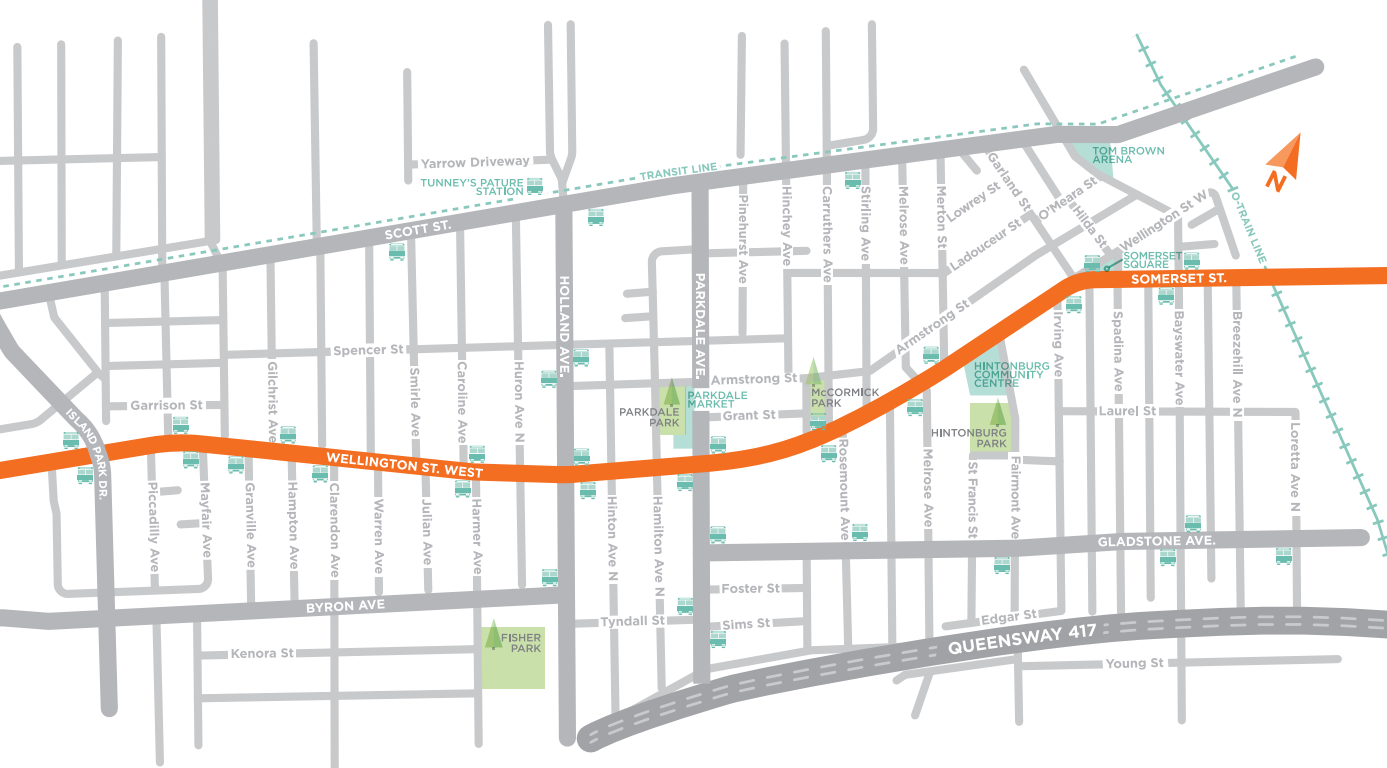 Yarrow Driveway
TUNNEY'S PATURE
STATION
TRANSIT LINE
SCOTT ST.
TOM BROWN
ARENA
N
O-TRAIN LINE
Pinehurst Ave
Hinchey Ave
Carruthers Ave
Stirling Ave
Melrose Ave
Merton St
Lowrey St
Garland St
Ladouceur St
O'Meara St
Hilda St
Wellington St W
SOMERSET
SQUARE
SOMERSET ST.
HOLLAND AVE.
PARKDALE AVE.
Armstrong St
Spencer St
Gilchrist Ave
Smirle Ave
Caroline Ave
Huron Ave N
Irving Ave
Spadina Ave
Bayswater Ave
Breezehill Ave N
HINTONBURG
COMMUNITY
CENTRE
Armstrong St
McCORMICK
PARK
PARKDALE
MARKET
PARKDALE
PARK
Grant St
Garrison St
Laurel St
HINTONBURG
PARK
ISLAND PARK DR.
WELLINGTON ST. WEST
Loretta Ave N
Piccadilly Ave
Mayfair Ave
Granville Ave
Hampton Ave
Clarendon Ave
Warren Ave
Julian Ave
Harmer Ave
Hinton Ave N
Hamilton Ave N
Rosemount Ave
Melrose Ave
St Francis St
Fairmont Ave
GLADSTONE AVE.
Foster St
BYRON AVE
Tyndall St
Sims St
Edgar St
QUEENSWAY 417
FISHER
PARK
Kenora St
Young St